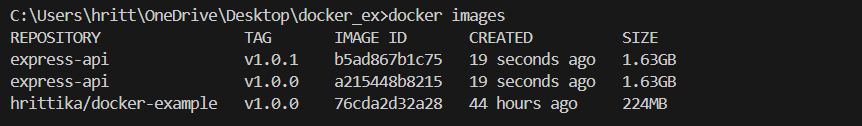 C:\Users\hritt\OneDrive\Desktop\docker_ex>docker images
REPOSITORY TAG IMAGE ID CREATED SIZE
express-api v1.0.1 b5ad867b1c75 19 seconds ago 1.63GB
express-api v1.0.0 a215448b8215 19 seconds ago 1.63GB
hrittika/docker-example v1.0.0 76cda2d32a28 44 hours ago 224MB